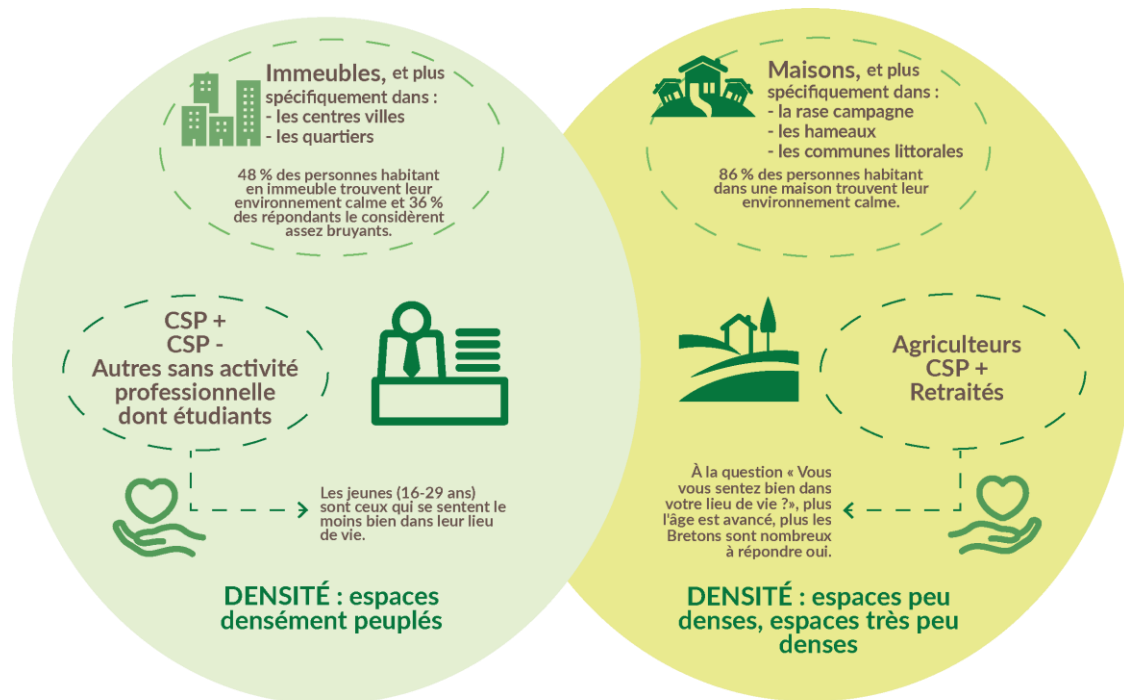 Immeubles, et plus
spécifiquement dans :
- les centres villes
- les quartiers
48 % des personnes habitant
en immeuble trouvent leur
environnement calme et 36 %
des répondants le considèrent
assez bruyants.
CSP +
CSP -
Autres sans activité
professionnelle
dont étudiants
Les jeunes (16-29 ans)
sont ceux qui se sentent le
moins bien dans leur lieu
de vie.
DENSITÉ : espaces
densément peuplés
Maisons, et plus
spécifiquement dans :
- la rase campagne
- les hameaux
- les communes littorales
86 % des personnes habitant
dans une maison trouvent leur
environnement calme.
Agriculteurs
CSP +
Retraités
À la question « Vous
vous sentez bien dans
votre lieu de vie ?», plus
l'âge est avancé, plus les
Bretons sont nombreux
à répondre oui.
DENSITÉ : espaces peu
denses, espaces très peu
denses